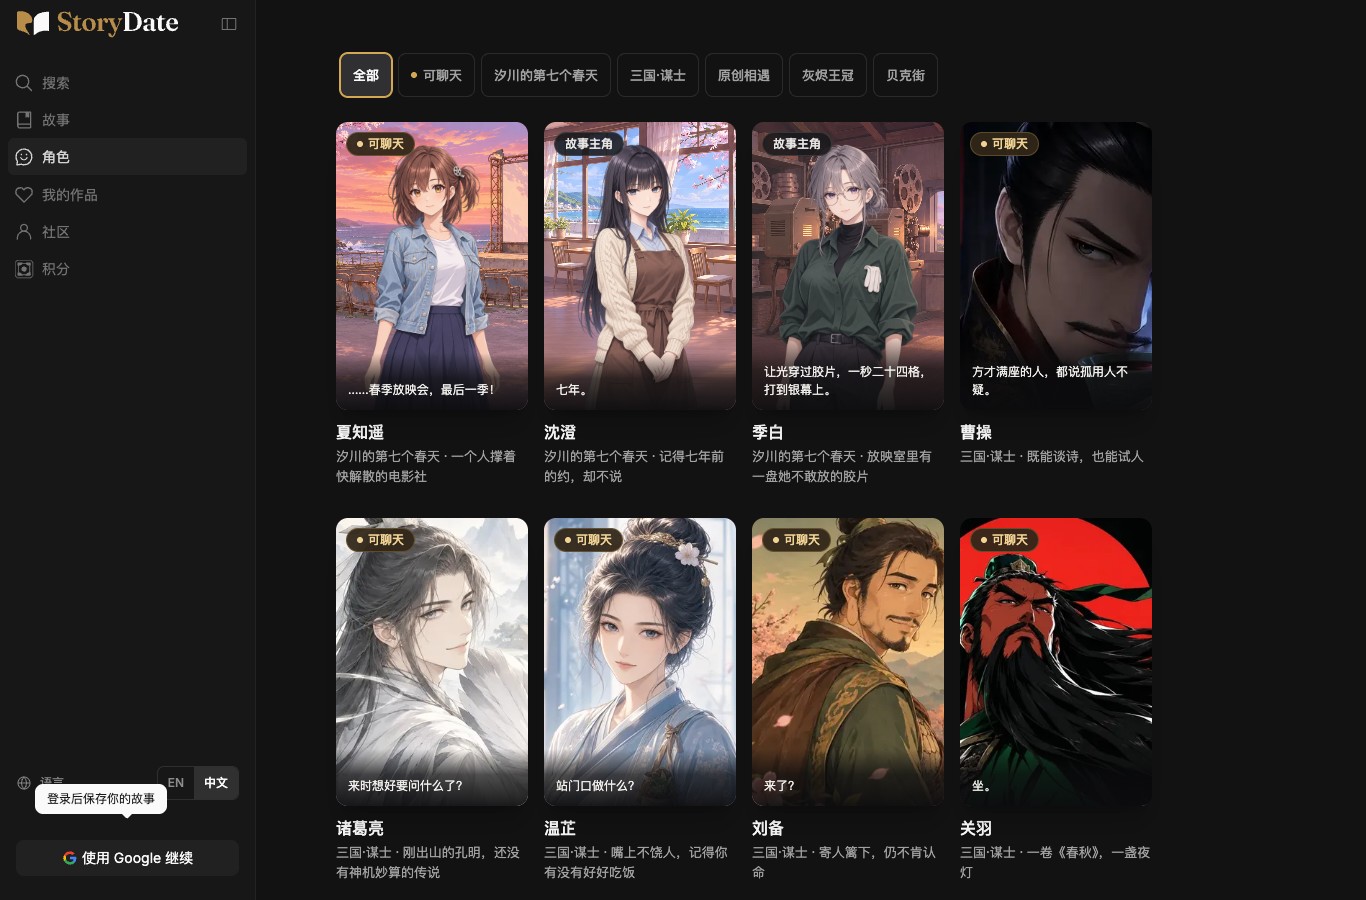 StoryDate
搜索
故事
角色
我的作品
社区
积分
语言
EN
中文
登录后保存你的故事
使用 Google 继续
全部
可聊天
汐川的第七个春天
三国·谋士
原创相遇
灰烬王冠
贝克街
可聊天
……春季放映会，最后一季！
夏知遥
汐川的第七个春天 · 一个人撑着
快解散的电影社
故事主角
七年。
沈澄
汐川的第七个春天 · 记得七年前
的约，却不说
故事主角
让光穿过胶片，一秒二十四格，
打到银幕上。
季白
汐川的第七个春天 · 放映室里有
一盘她不敢放的胶片
可聊天
方才满座的人，都说孤用人不
疑。
曹操
三国·谋士 · 既能谈诗，也能试人
可聊天
来时想好要问什么了？
诸葛亮
三国·谋士 · 刚出山的孔明，还没
有神机妙算的传说
可聊天
站门口做什么？
温芷
三国·谋士 · 嘴上不饶人，记得你
有没有好好吃饭
可聊天
来了？
刘备
三国·谋士 · 寄人篱下，仍不肯认
命
可聊天
坐。
关羽
三国·谋士 · 一卷《春秋》，一盏夜
灯